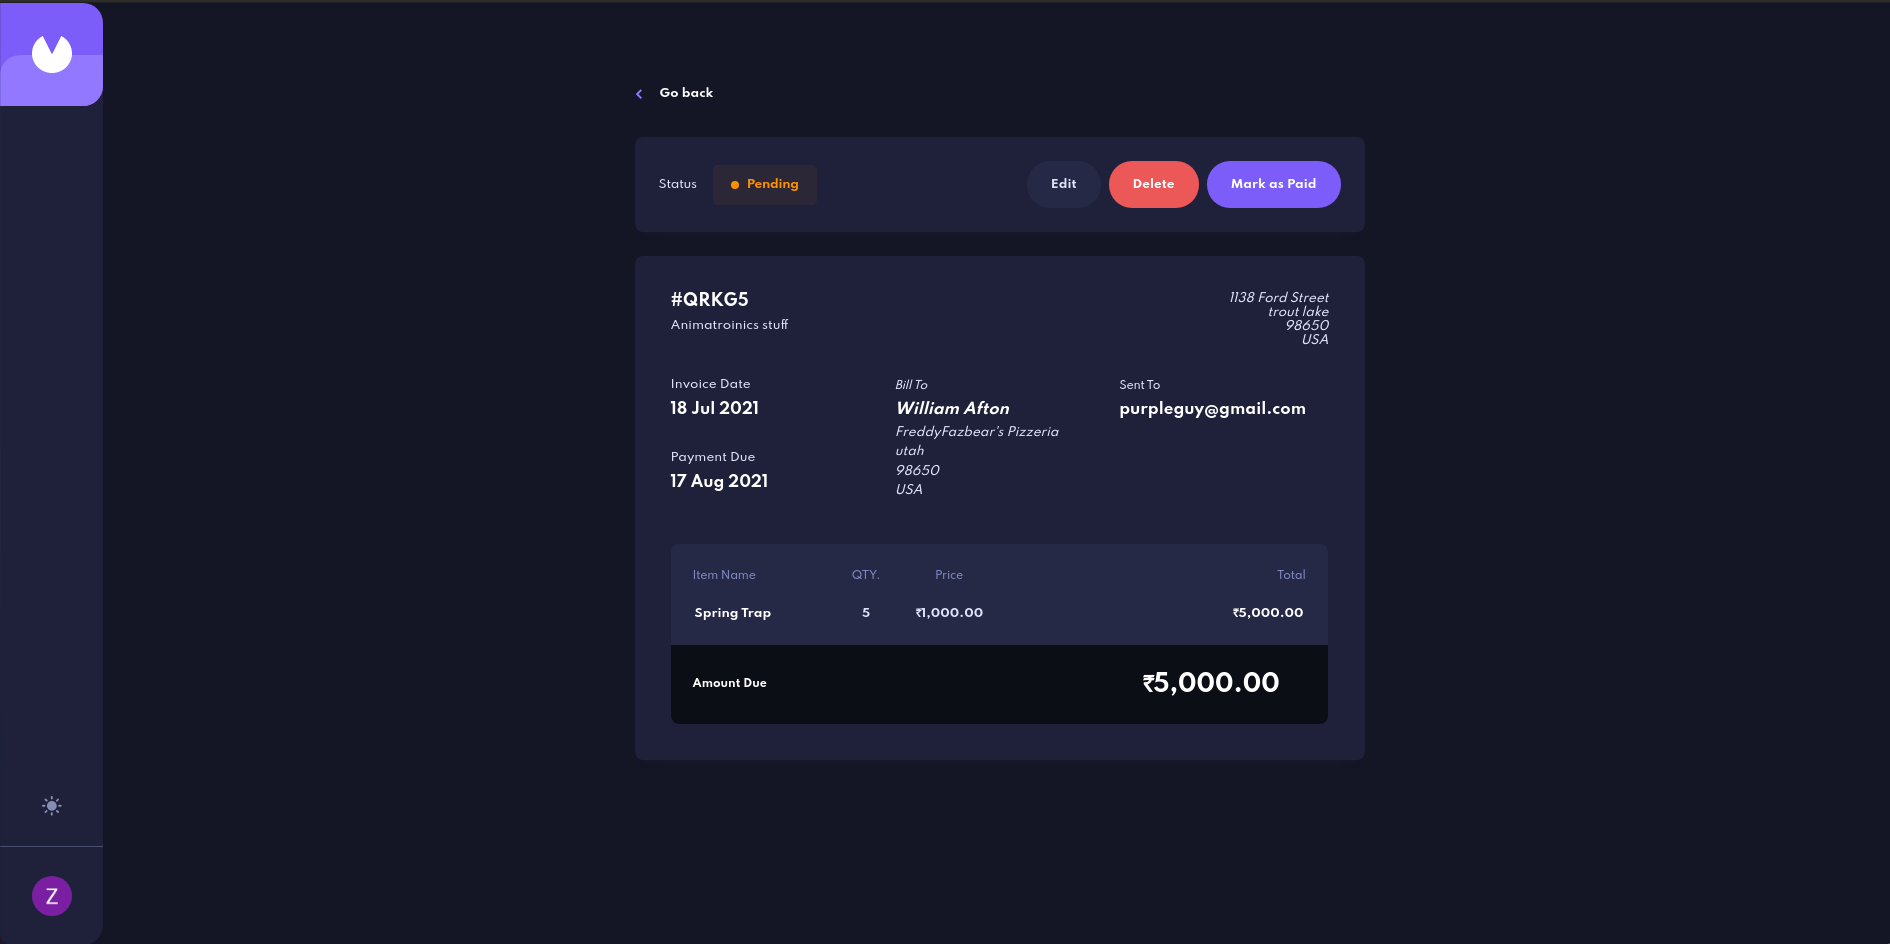 Go back
Status
Pending
Edit
Delete
Mark as Paid
#QRKG5
Animatroinics stuff
1138 Ford Street
trout lake
98650
USA
Invoice Date
18 Jul 2021
Payment Due
17 Aug 2021
Bill To
William Afton
FreddyFazbear's Pizzeria
utah
98650
USA
Sent To
purpleguy@gmail.com
Item Name QTY. Price Total
Spring Trap 5 ₹1,000.00 ₹5,000.00
Amount Due ₹5,000.00
Z